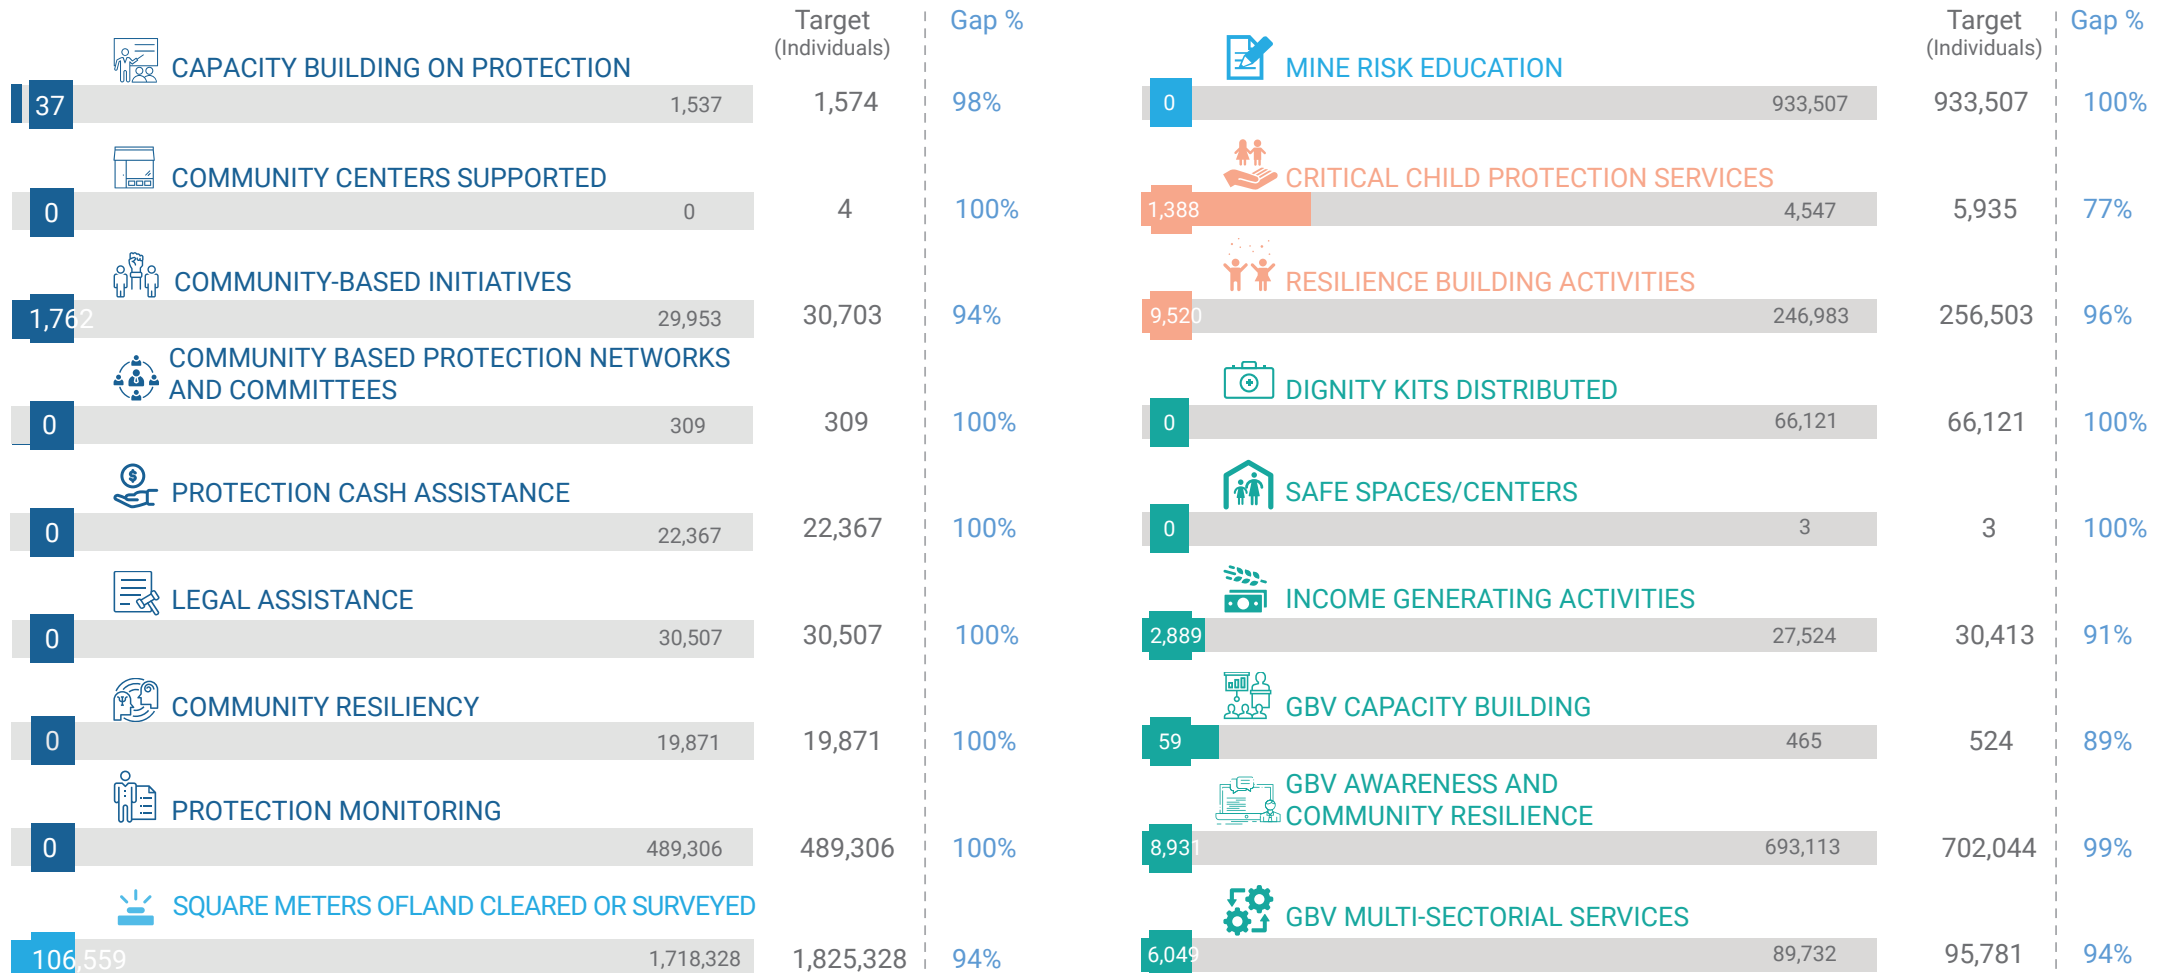 Target
(Individuals)
Gap %
CAPACITY BUILDING ON PROTECTION
37
1,537
1,574
98%
COMMUNITY CENTERS SUPPORTED
0
0
4
100%
COMMUNITY-BASED INITIATIVES
1,762
29,953
30,703
94%
COMMUNITY BASED PROTECTION NETWORKS
AND COMMITTEES
0
309
309
100%
PROTECTION CASH ASSISTANCE
0
22,367
22,367
100%
LEGAL ASSISTANCE
0
30,507
30,507
100%
COMMUNITY RESILIENCY
0
19,871
19,871
100%
PROTECTION MONITORING
0
489,306
489,306
100%
SQUARE METERS OFLAND CLEARED OR SURVEYED
106,559
1,718,328
1,825,328
94%
Target
(Individuals)
Gap %
MINE RISK EDUCATION
0
933,507
933,507
100%
CRITICAL CHILD PROTECTION SERVICES
1,388
4,547
5,935
77%
RESILIENCE BUILDING ACTIVITIES
9,520
246,983
256,503
96%
DIGNITY KITS DISTRIBUTED
0
66,121
66,121
100%
SAFE SPACES/CENTERS
0
3
3
100%
INCOME GENERATING ACTIVITIES
2,889
27,524
30,413
91%
GBV CAPACITY BUILDING
59
465
524
89%
GBV AWARENESS AND
COMMUNITY RESILIENCE
8,931
693,113
702,044
99%
GBV MULTI-SECTORIAL SERVICES
6,049
89,732
95,781
94%